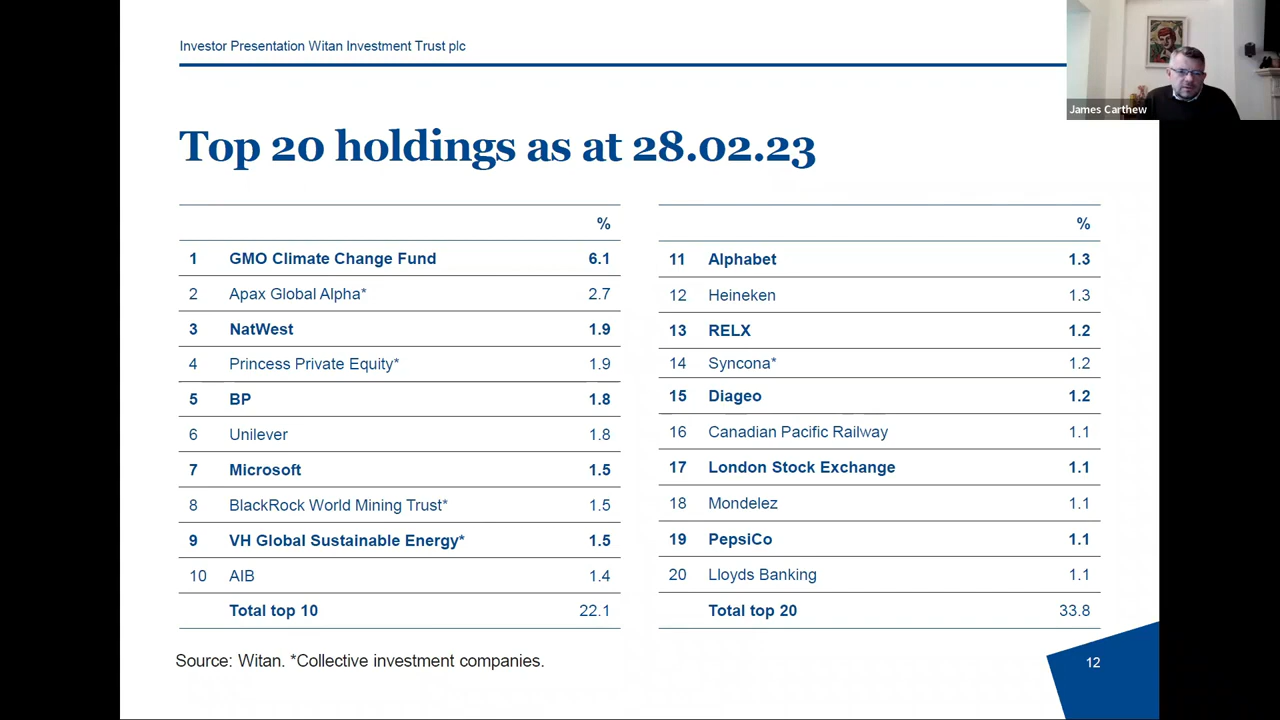 Investor Presentation Witan Investment Trust plc
James Carthew
Top 20 holdings as at 28.02.23
%
1 GMO Climate Change Fund 6.1
2 Apax Global Alpha* 2.7
3 NatWest 1.9
4 Princess Private Equity* 1.9
5 BP 1.8
6 Unilever 1.8
7 Microsoft 1.5
8 BlackRock World Mining Trust* 1.5
9 VH Global Sustainable Energy* 1.5
10 AIB 1.4
Total top 10 22.1
%
11 Alphabet 1.3
12 Heineken 1.3
13 RELX 1.2
14 Syncona* 1.2
15 Diageo 1.2
16 Canadian Pacific Railway 1.1
17 London Stock Exchange 1.1
18 Mondelez 1.1
19 PepsiCo 1.1
20 Lloyds Banking 1.1
Total top 20 33.8
Source: Witan. *Collective investment companies.
12